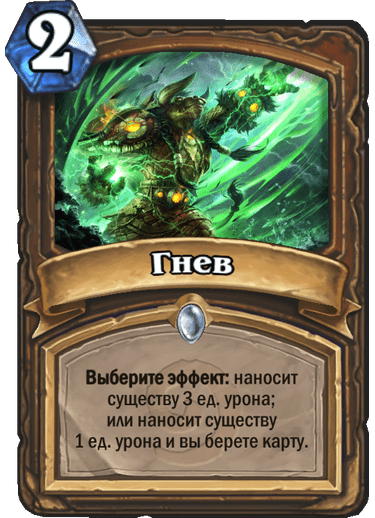 2
Гнев
Выберите эффект: наносит
существу 3 ед. урона;
или наносит существу
1 ед. урона и вы берете карту.